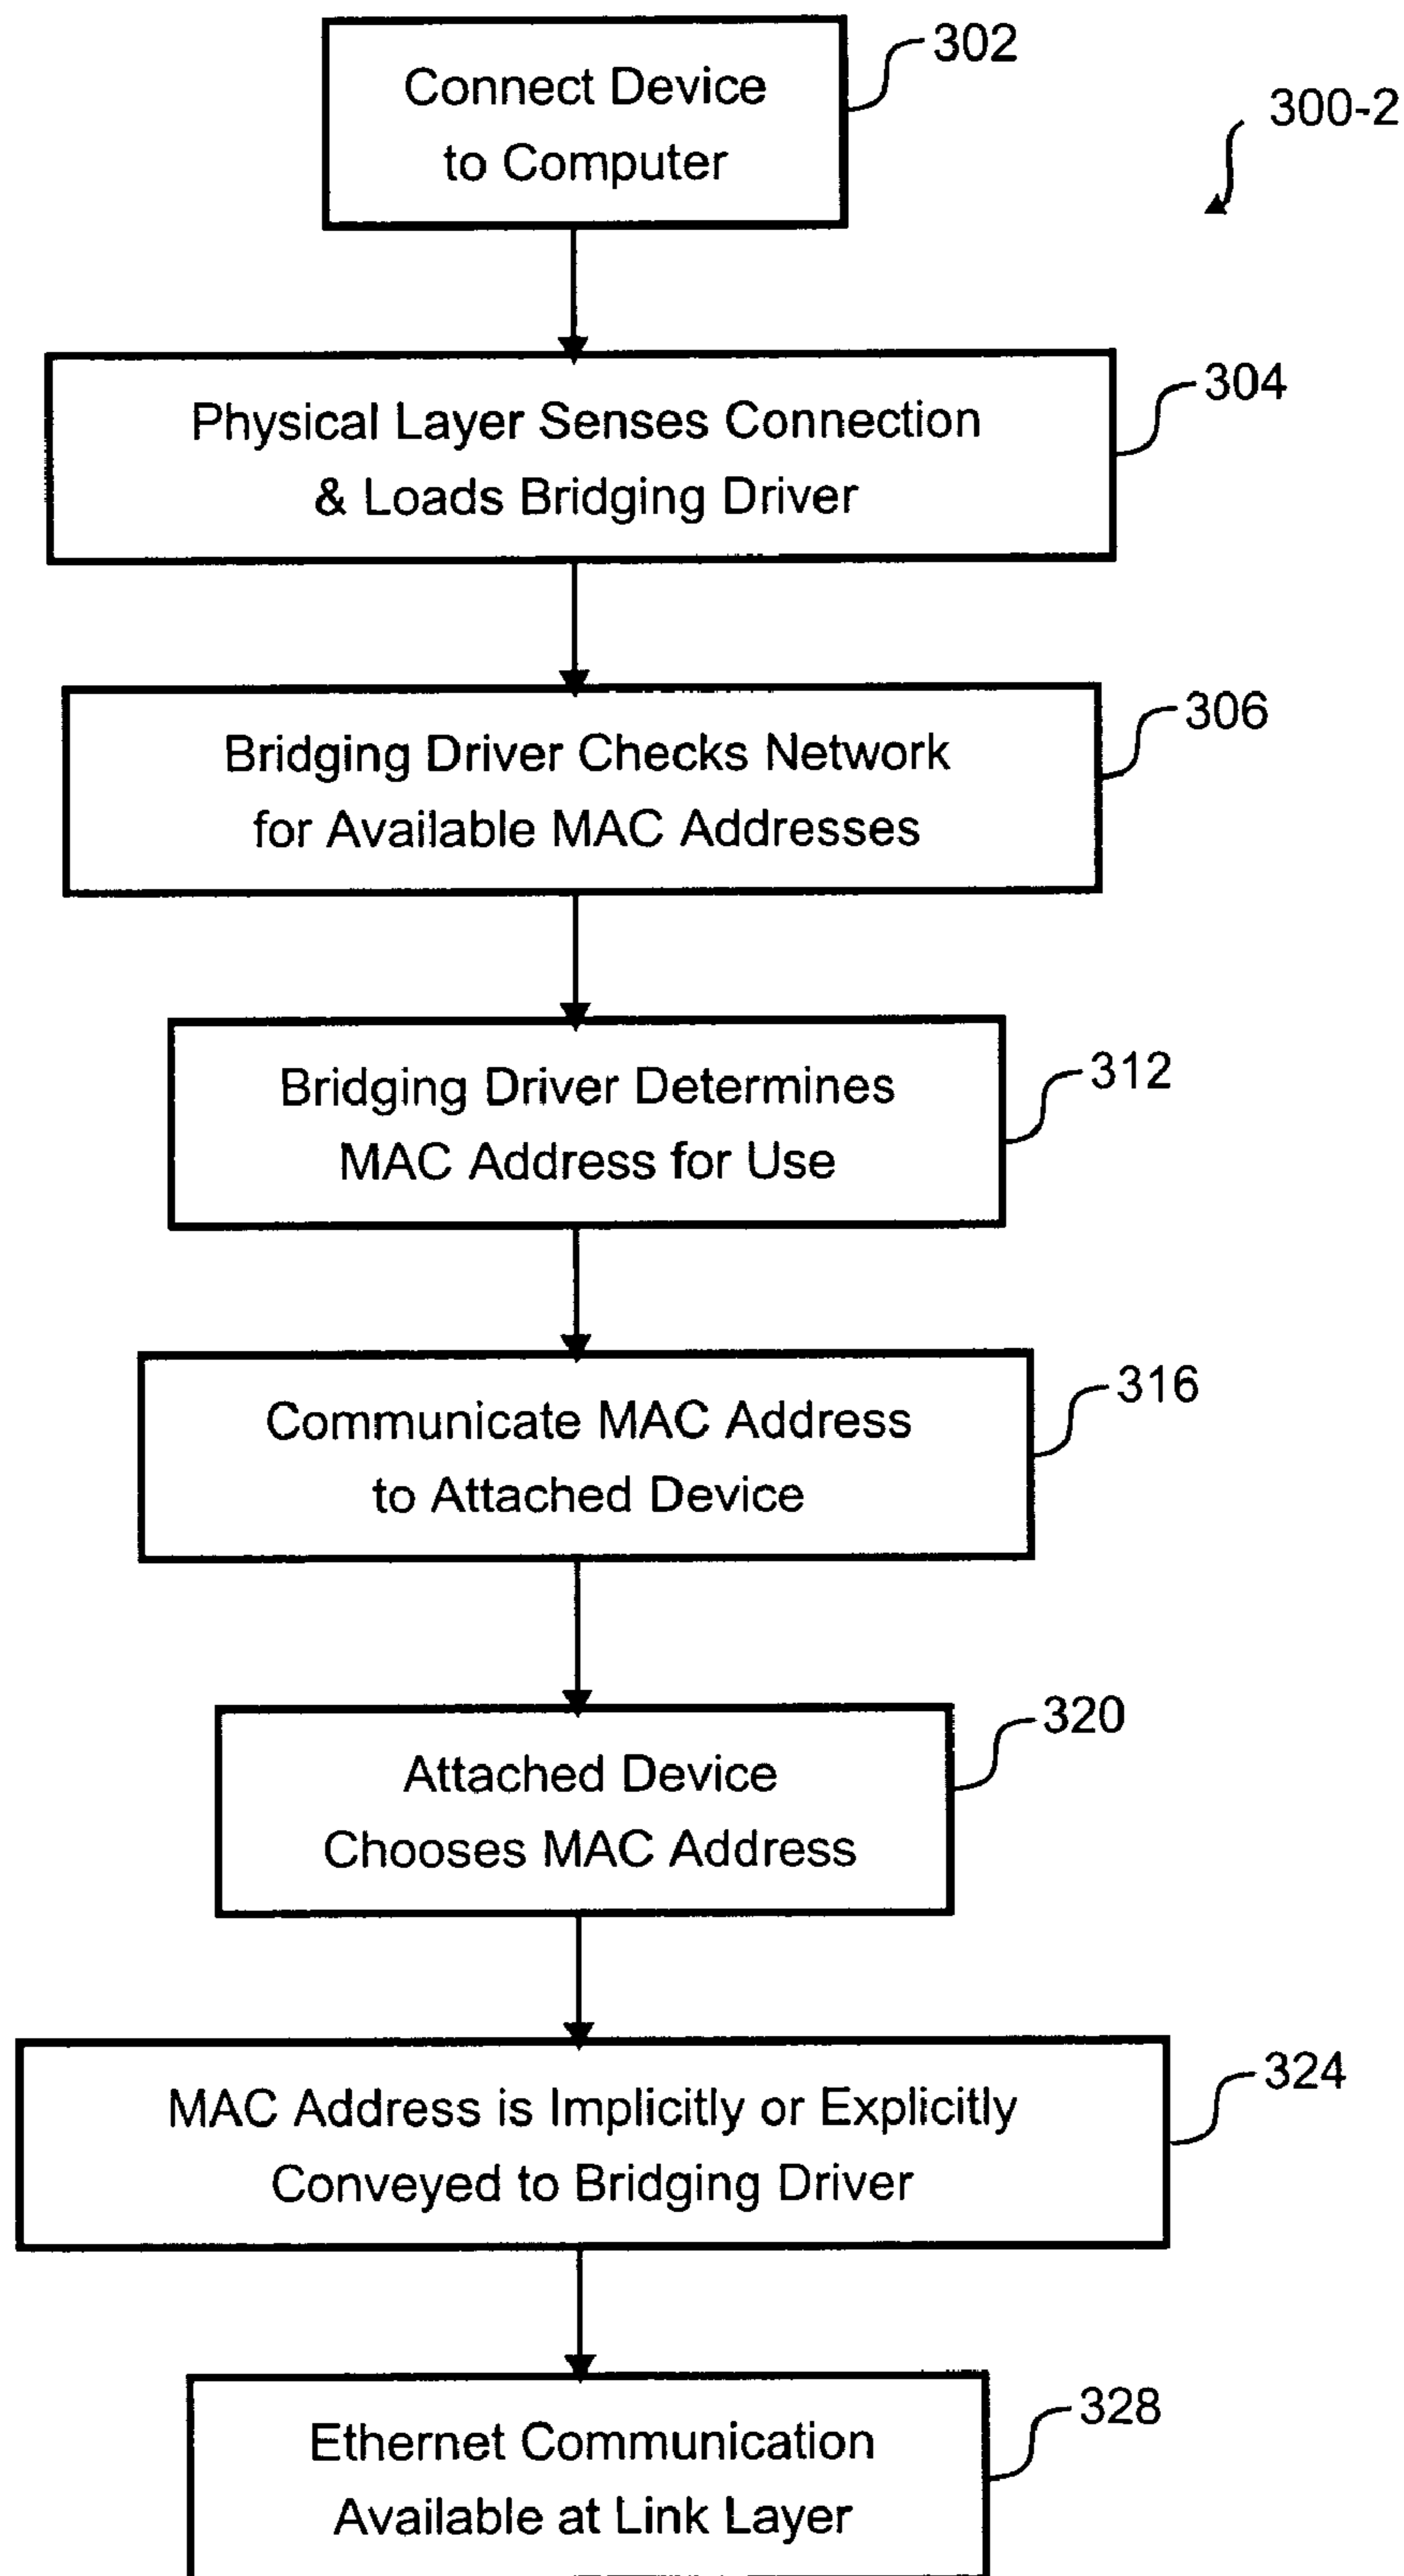 Connect Device
to Computer
302
300-2
Physical Layer Senses Connection
& Loads Bridging Driver
304
Bridging Driver Checks Network
for Available MAC Addresses
306
Bridging Driver Determines
MAC Address for Use
312
Communicate MAC Address
to Attached Device
316
Attached Device
Chooses MAC Address
320
MAC Address is Implicitly or Explicitly
Conveyed to Bridging Driver
324
Ethernet Communication
Available at Link Layer
328